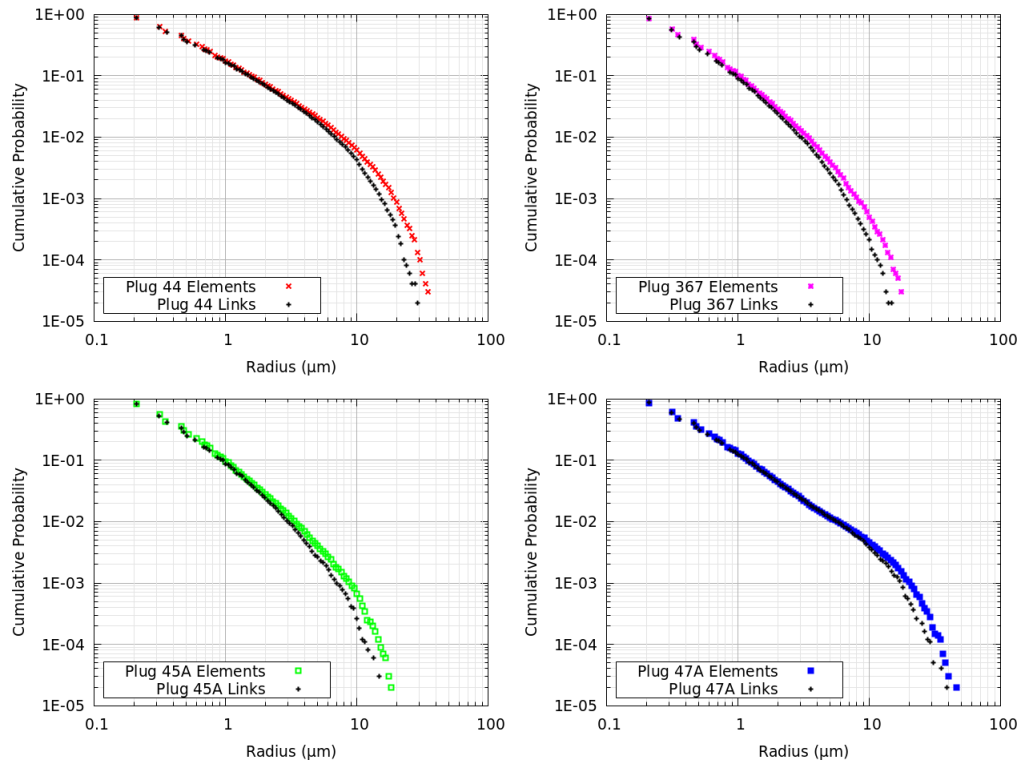 1E+00
1E-01
1E-02
1E-03
1E-04
1E-05
Cumulative Probability
Plug 44 Elements
Plug 44 Links
0.1 1 10 100
Radius (µm)
1E+00
1E-01
1E-02
1E-03
1E-04
1E-05
Cumulative Probability
Plug 367 Elements
Plug 367 Links
0.1 1 10 100
Radius (µm)
1E+00
1E-01
1E-02
1E-03
1E-04
1E-05
Cumulative Probability
Plug 45A Elements
Plug 45A Links
0.1 1 10 100
Radius (µm)
1E+00
1E-01
1E-02
1E-03
1E-04
1E-05
Cumulative Probability
Plug 47A Elements
Plug 47A Links
0.1 1 10 100
Radius (µm)